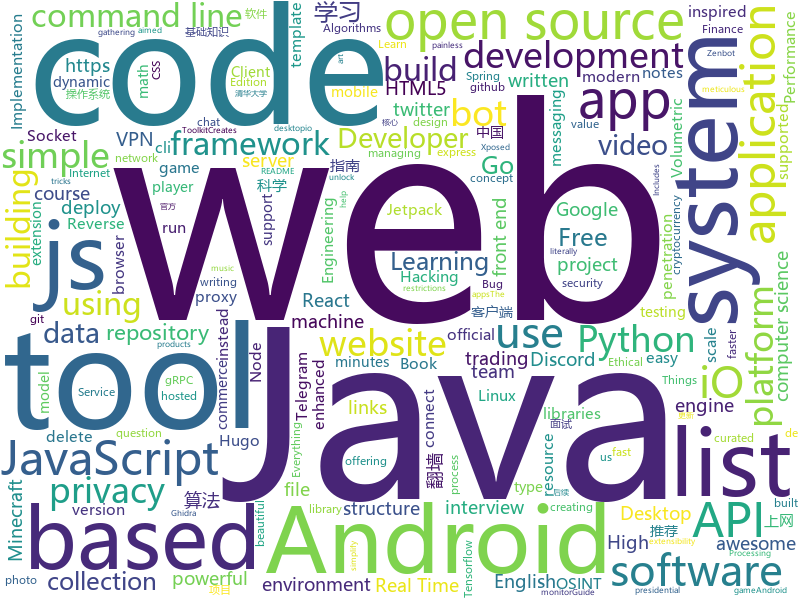 command line
学习
open source
软件
基础知识
Algorithms
gathering
aimed
painless
Learn
inspired
Finance
Zenbot
meticulous
Performance
https
dynamic
操作系统
math
css
Client
Edition
清华大学
template
art
Implementation
code
build
development
HTML5
modern
Spring
github
notes
written
mobile
twitter
bot
messaging
chat
design
核心
Xposed
value
system
application
supported
Socket
ToolkitCreates
desktopio
VPN
framework
Developer
中国
video
Volumetric
simple
cli
network
README
managing
express
Go
指南
app
server
concept
Includes
Internet
tricks
game
unlock
help
building
course
player
科学
Jetpack
Google
front end
penetration
cryptocurrency
extension
deploy
Reverse
官方
run
support
Engineering
Free
literally
js
web
browser
writing
music
Learning
Hacking
restrictions
客户端
project
Bug
security
using
proxy
React
appsThe
testing
computer science
git
machine
official
scale
faster
data
repository
products
website
minutes
trading
use
Python
platform
Ethical
Book
team
Discord
easy
iO
Things
model
gRPC
hosted
Service
commerceinstead
Node
Telegram
enhanced
links
connect
Linux
libraries
curated
question
tool
Java
list
engine
delete
Hugo
Everything
resource
面试
us
type
de
JavaScript
file
翻墙
fast
更新
privacy
算法
library
offering
process
interview
API
上网
Minecraft
version
structure
English
OSINT
后续
Desktop
推荐
High
awesome
based
beautiful
Android
creating
built
collection
powerful
environment
Real Time
simplify
Tensorflow
software
photo
extensibility
Ghidra
项目
Processing
presidential
monitorGuide
gameAndroid